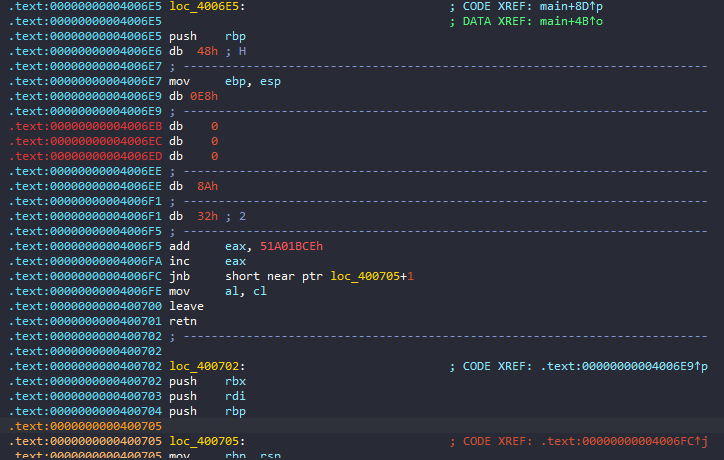 .text:00000000004006E5 loc_4006E5: ; CODE XREF: main+8D↑p
.text:00000000004006E5 ; DATA XREF: main+4B↑o
.text:00000000004006E5 push rbp
.text:00000000004006E6 db 48h ; H
.text:00000000004006E7 ; ---------------------------------------------------------------------------
.text:00000000004006E7 mov ebp, esp
.text:00000000004006E9 db 0E8h
.text:00000000004006E9 ; ---------------------------------------------------------------------------
.text:00000000004006EB db 0
.text:00000000004006EC db 0
.text:00000000004006ED db 0
.text:00000000004006EE ; ---------------------------------------------------------------------------
.text:00000000004006EE db 8Ah
.text:00000000004006F1 ; ---------------------------------------------------------------------------
.text:00000000004006F1 db 32h ; 2
.text:00000000004006F5 ; ---------------------------------------------------------------------------
.text:00000000004006F5 add eax, 51A01BCEh
.text:00000000004006FA inc eax
.text:00000000004006FC jnb short near ptr loc_400705+1
.text:00000000004006FE mov al, cl
.text:0000000000400700 leave
.text:0000000000400701 retn
.text:0000000000400702 ; ---------------------------------------------------------------------------
.text:0000000000400702
.text:0000000000400702 loc_400702: ; CODE XREF: .text:00000000004006E9↑p
.text:0000000000400702 push rbx
.text:0000000000400703 push rdi
.text:0000000000400704 push rbp
.text:0000000000400705
.text:0000000000400705 loc_400705: ; CODE XREF: .text:00000000004006FC↑j
.text:0000000000400705 mov rbp, rsp